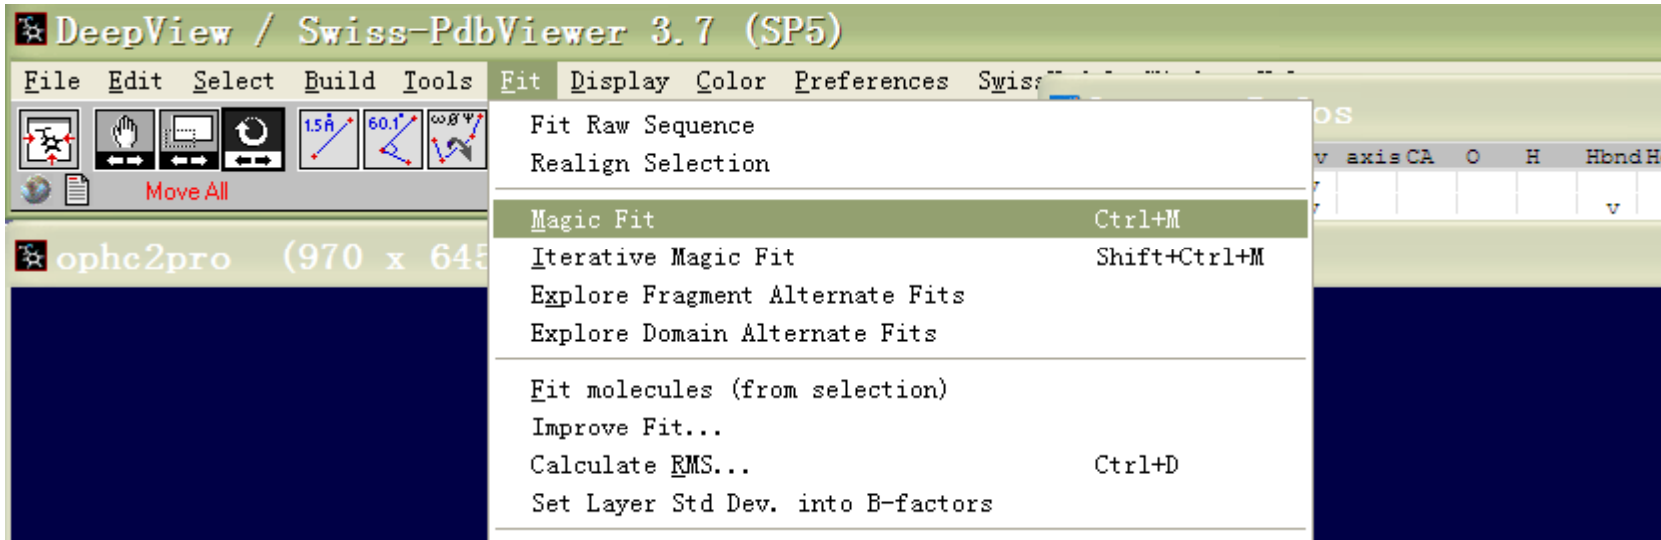 DeepView / Swiss-PdbViewer 3.7 (SP5)
File Edit Select Build Tools Fit Display Color Preferences
1.5Å 60.1° ω Ø Ψ
Move All
Fit Raw Sequence
Realign Selection
Magic Fit Ctrl+M
Iterative Magic Fit Shift+Ctrl+M
Explore Fragment Alternate Fits
Explore Domain Alternate Fits
Fit molecules (from selection)
Improve Fit...
Calculate RMS... Ctrl+D
Set Layer Std Dev. into B-factors
v axis CA O H Hbnd H
v
v
ophc2pro (970 x 645